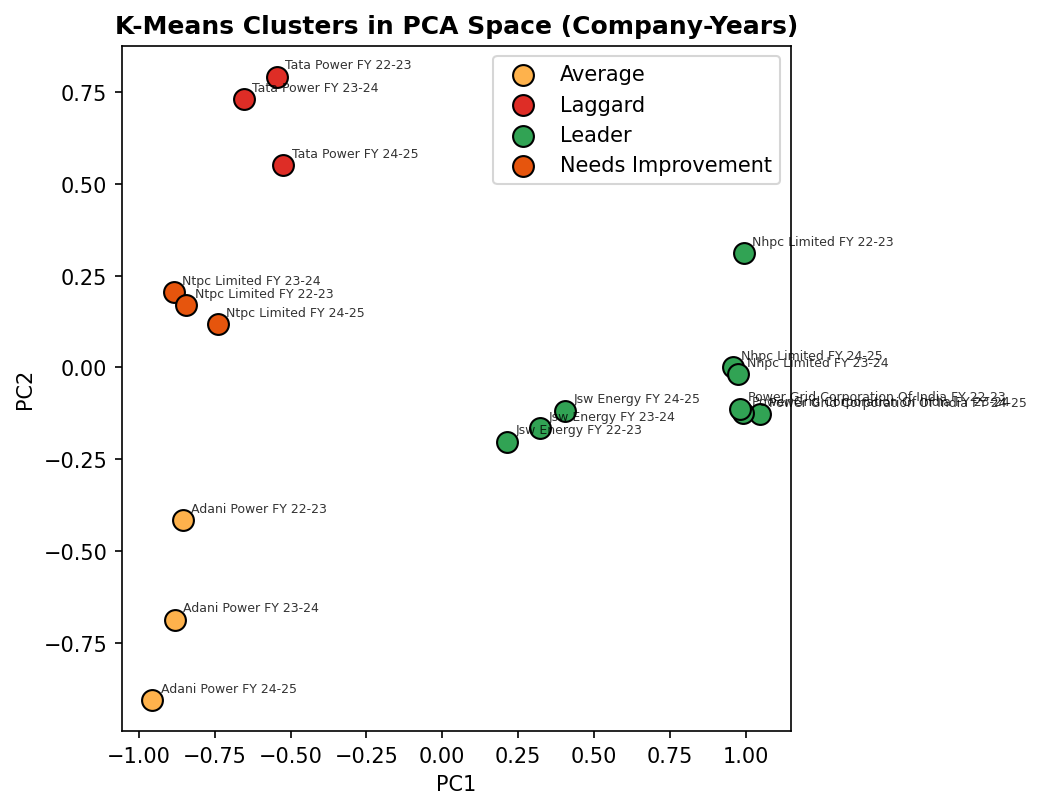 K-Means Clusters in PCA Space (Company-Years)
Tata Power FY 22-23
Tata Power FY 23-24
Tata Power FY 24-25
Average
Laggard
Leader
Needs Improvement
Nhpc Limited FY 22-23
Ntpc Limited FY 23-24
Ntpc Limited FY 22-23
Ntpc Limited FY 24-25
Nhpc Limited FY 24-25
Nhpc Limited FY 23-24
Power Grid Corporation Of India FY 22-23
Jsw Energy FY 24-25
Jsw Energy FY 23-24
Jsw Energy FY 22-23
Adani Power FY 22-23
Adani Power FY 23-24
Adani Power FY 24-25
0.75
0.50
0.25
0.00
−0.25
−0.50
−0.75
PC2
−1.00 −0.75 −0.50 −0.25 0.00 0.25 0.50 0.75 1.00
PC1